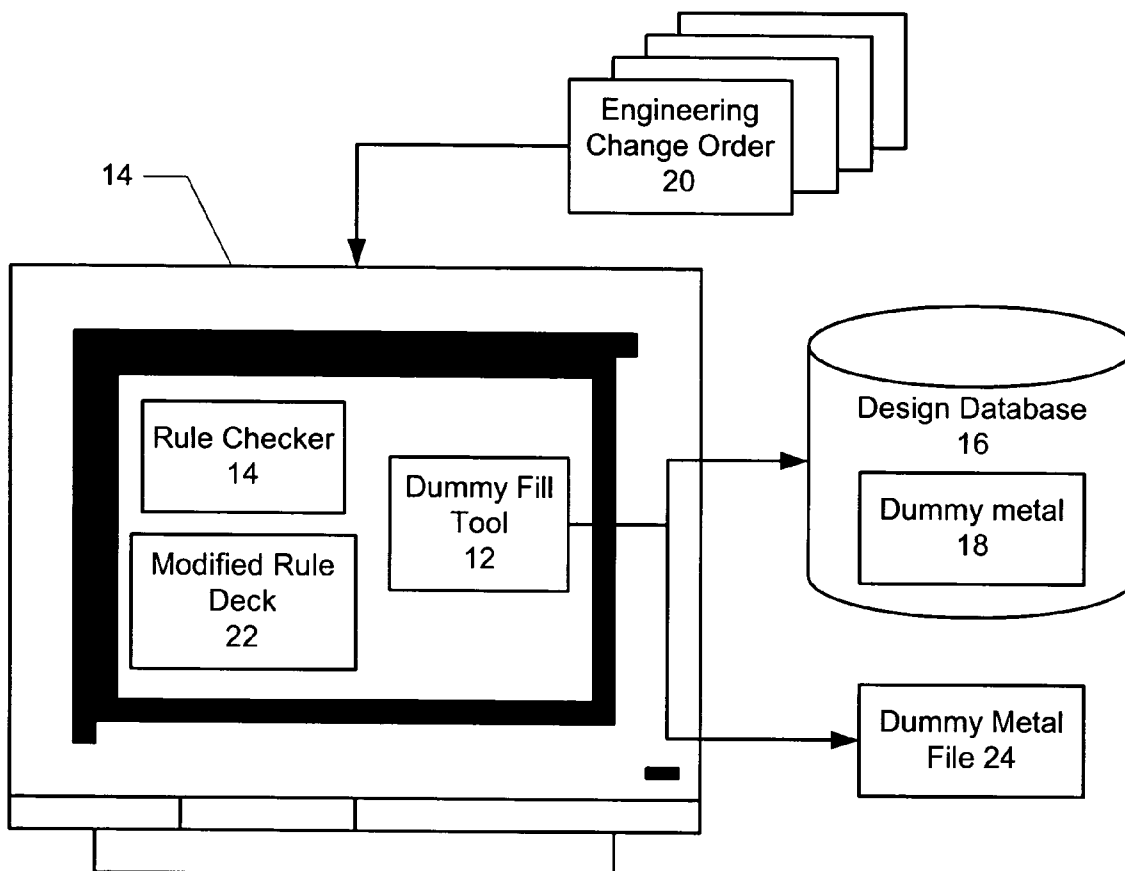 Engineering
Change Order
20
14
Rule Checker
14
Dummy Fill
Tool
12
Modified Rule
Deck
22
Design Database
16
Dummy metal
18
Dummy Metal
File 24